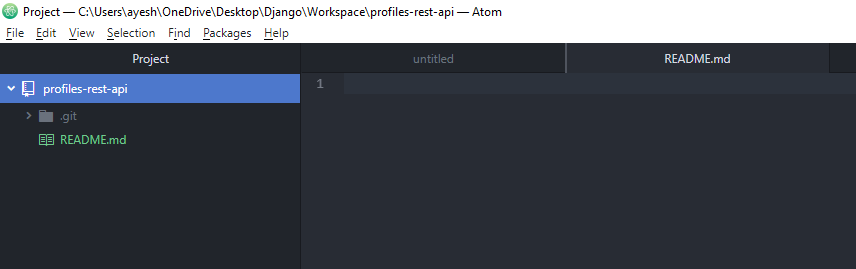 Project — C:\Users\ayesh\OneDrive\Desktop\Django\Workspace\profiles-rest-api — Atom
File Edit View Selection Find Packages Help
Project untitled README.md
profiles-rest-api 1
.git
README.md